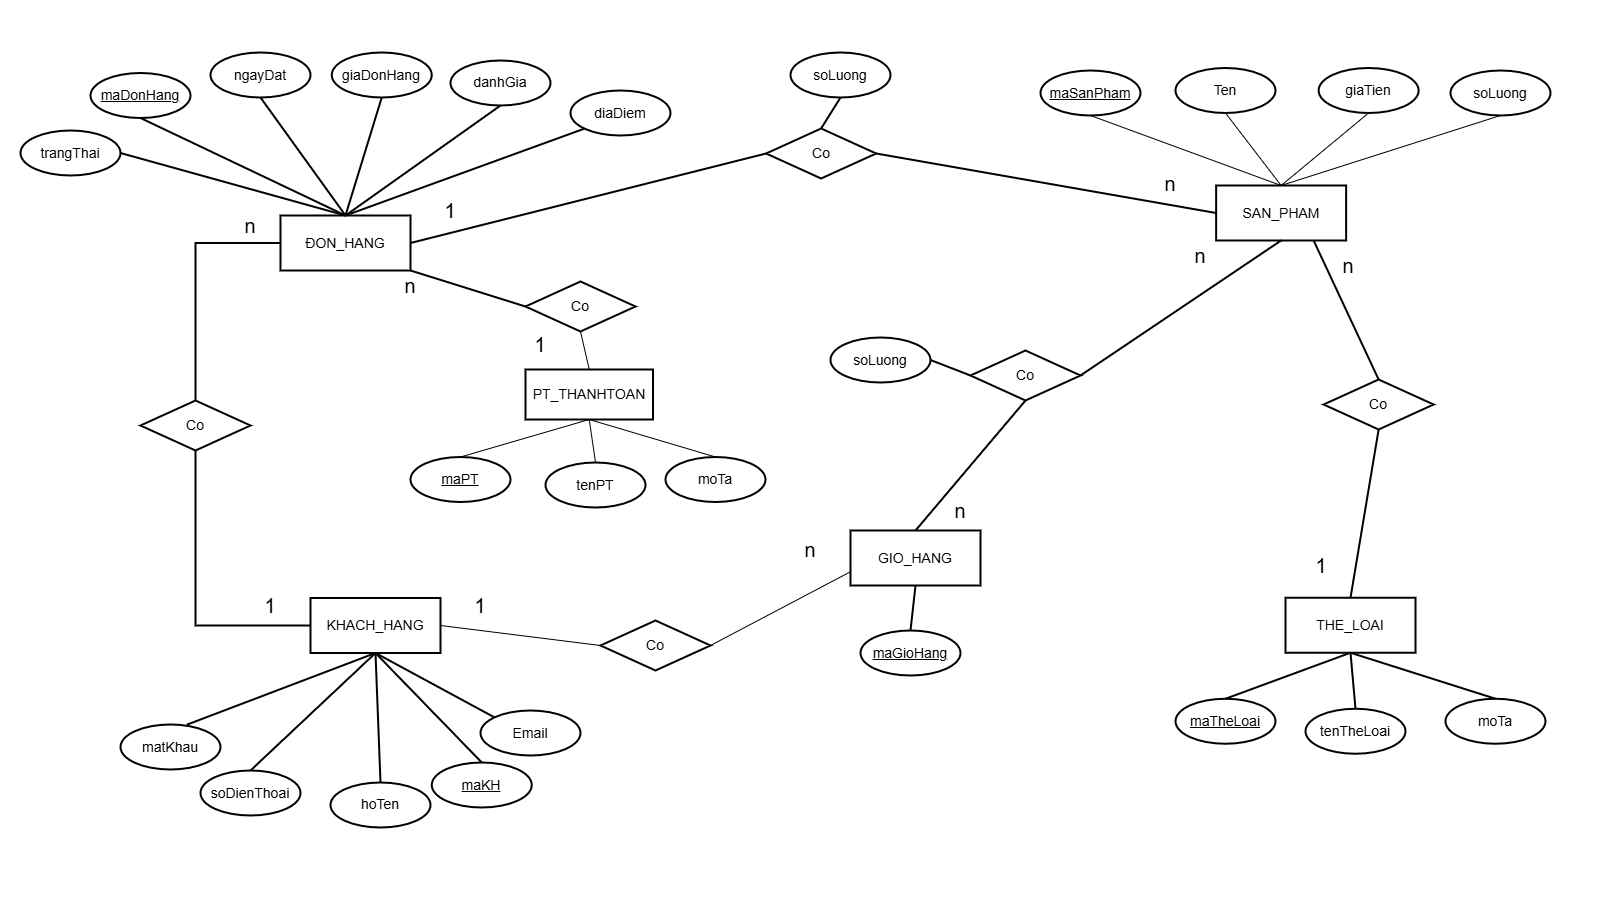 ngayDat
giaDonHang
danhGia
soLuong
maDonHang
diaDiem
maSanPham
Ten
giaTien
soLuong
trangThai
Co
n
1
n
ĐON_HANG
SAN_PHAM
n
n
n
Co
1
PT_THANHTOAN
soLuong
Co
Co
Co
maPT
tenPT
moTa
n
n
GIO_HANG
1
1
1
KHACH_HANG
Co
maGioHang
THE_LOAI
matKhau
soDienThoai
hoTen
maKH
Email
maTheLoai
tenTheLoai
moTa